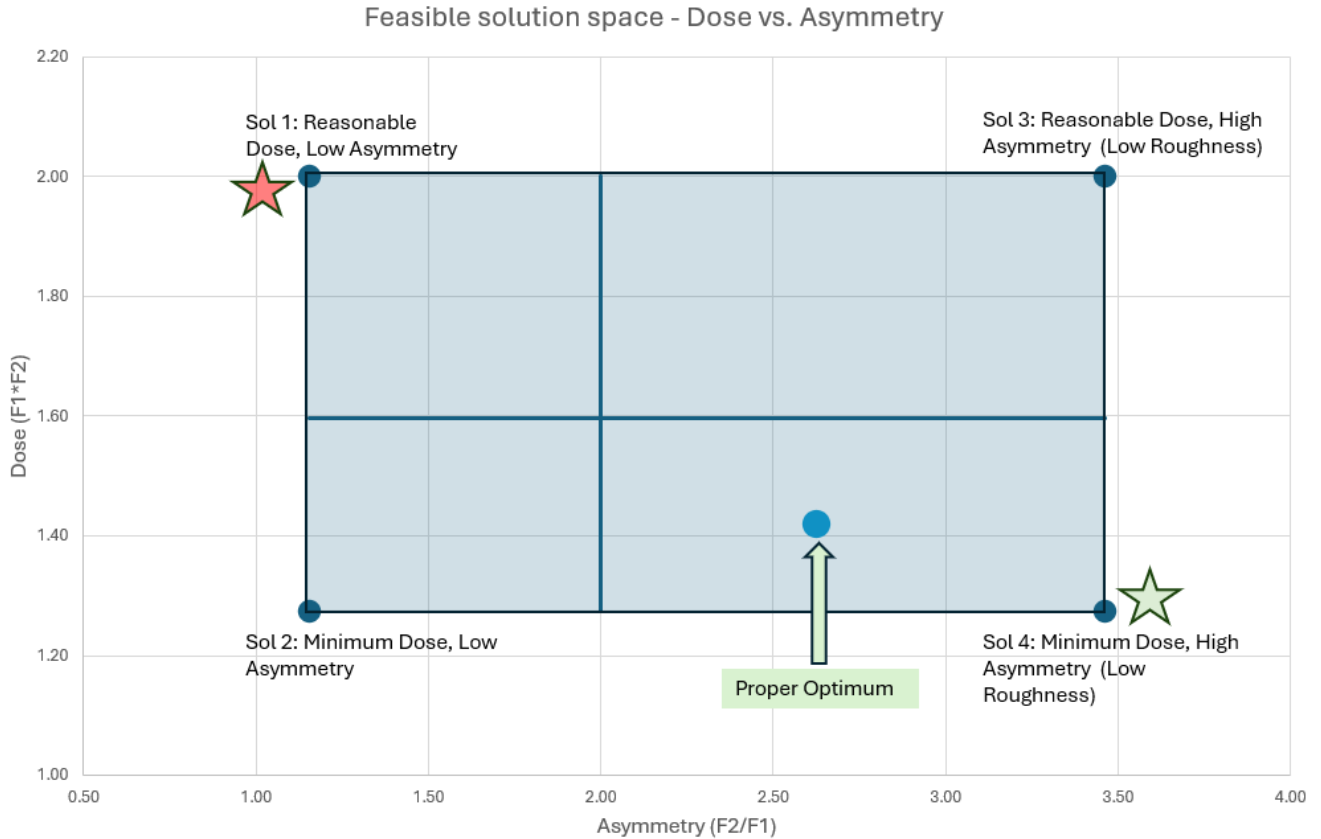 Feasible solution space - Dose vs. Asymmetry
2.20
Sol 1: Reasonable
Dose, Low Asymmetry
Sol 3: Reasonable Dose, High
Asymmetry (Low Roughness)
2.00
1.80
Dose (F1*F2)
1.60
1.40
Sol 2: Minimum Dose, Low
Asymmetry
Sol 4: Minimum Dose, High
Asymmetry (Low
Roughness)
1.20
Proper Optimum
1.00
0.50 1.00 1.50 2.00 2.50 3.00 3.50 4.00
Asymmetry (F2/F1)